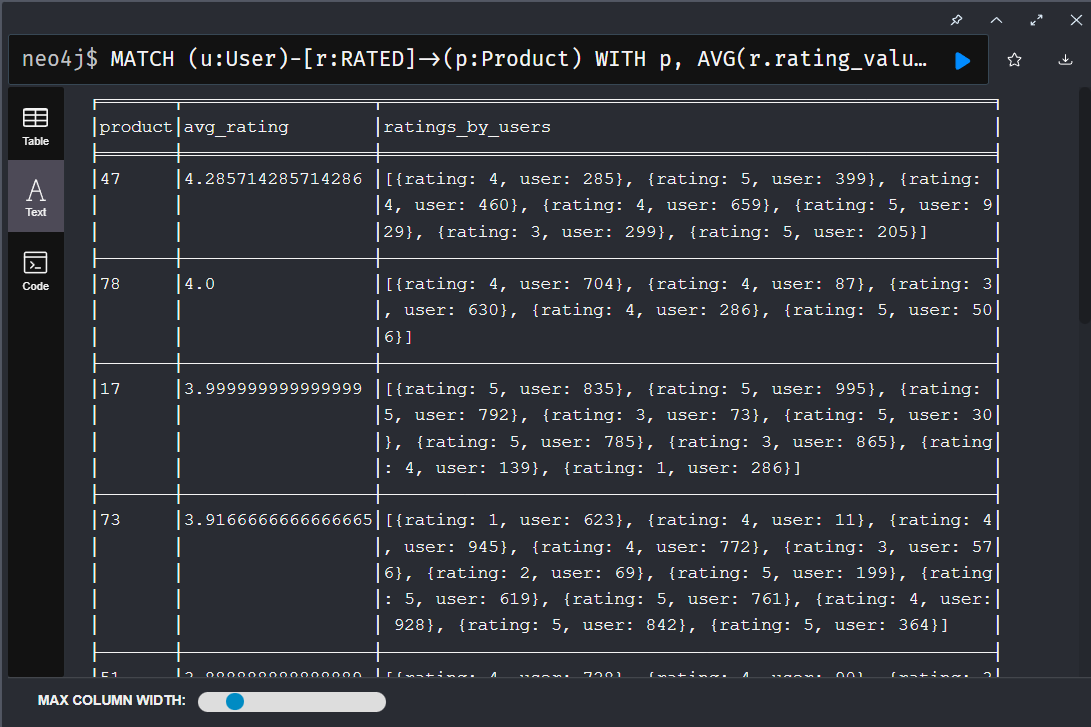 neo4j$ MATCH (u:User)-[r:RATED]→(p:Product) WITH p, AVG(r.rating_valu…
Table
Text
Code
|product|avg_rating |ratings_by_users |
|47 |4.285714285714286 |[{rating: 4, user: 285}, {rating: 5, user: 399}, {rating: |
| | |4, user: 460}, {rating: 4, user: 659}, {rating: 5, user: 9|
| | |29}, {rating: 3, user: 299}, {rating: 5, user: 205}] |
|78 |4.0 |[{rating: 4, user: 704}, {rating: 4, user: 87}, {rating: 3|
| | |, user: 630}, {rating: 4, user: 286}, {rating: 5, user: 50|
| | |6}] |
|17 |3.999999999999999 |[{rating: 5, user: 835}, {rating: 5, user: 995}, {rating: |
| | |5, user: 792}, {rating: 3, user: 73}, {rating: 5, user: 30|
| | |}, {rating: 5, user: 785}, {rating: 3, user: 865}, {rating|
| | |: 4, user: 139}, {rating: 1, user: 286}] |
|73 |3.9166666666666665|[{rating: 1, user: 623}, {rating: 4, user: 11}, {rating: 4|
| | |, user: 945}, {rating: 4, user: 772}, {rating: 3, user: 57|
| | |6}, {rating: 2, user: 69}, {rating: 5, user: 199}, {rating|
| | |: 5, user: 619}, {rating: 5, user: 761}, {rating: 4, user:|
| | | 928}, {rating: 5, user: 842}, {rating: 5, user: 364}] |
MAX COLUMN WIDTH: